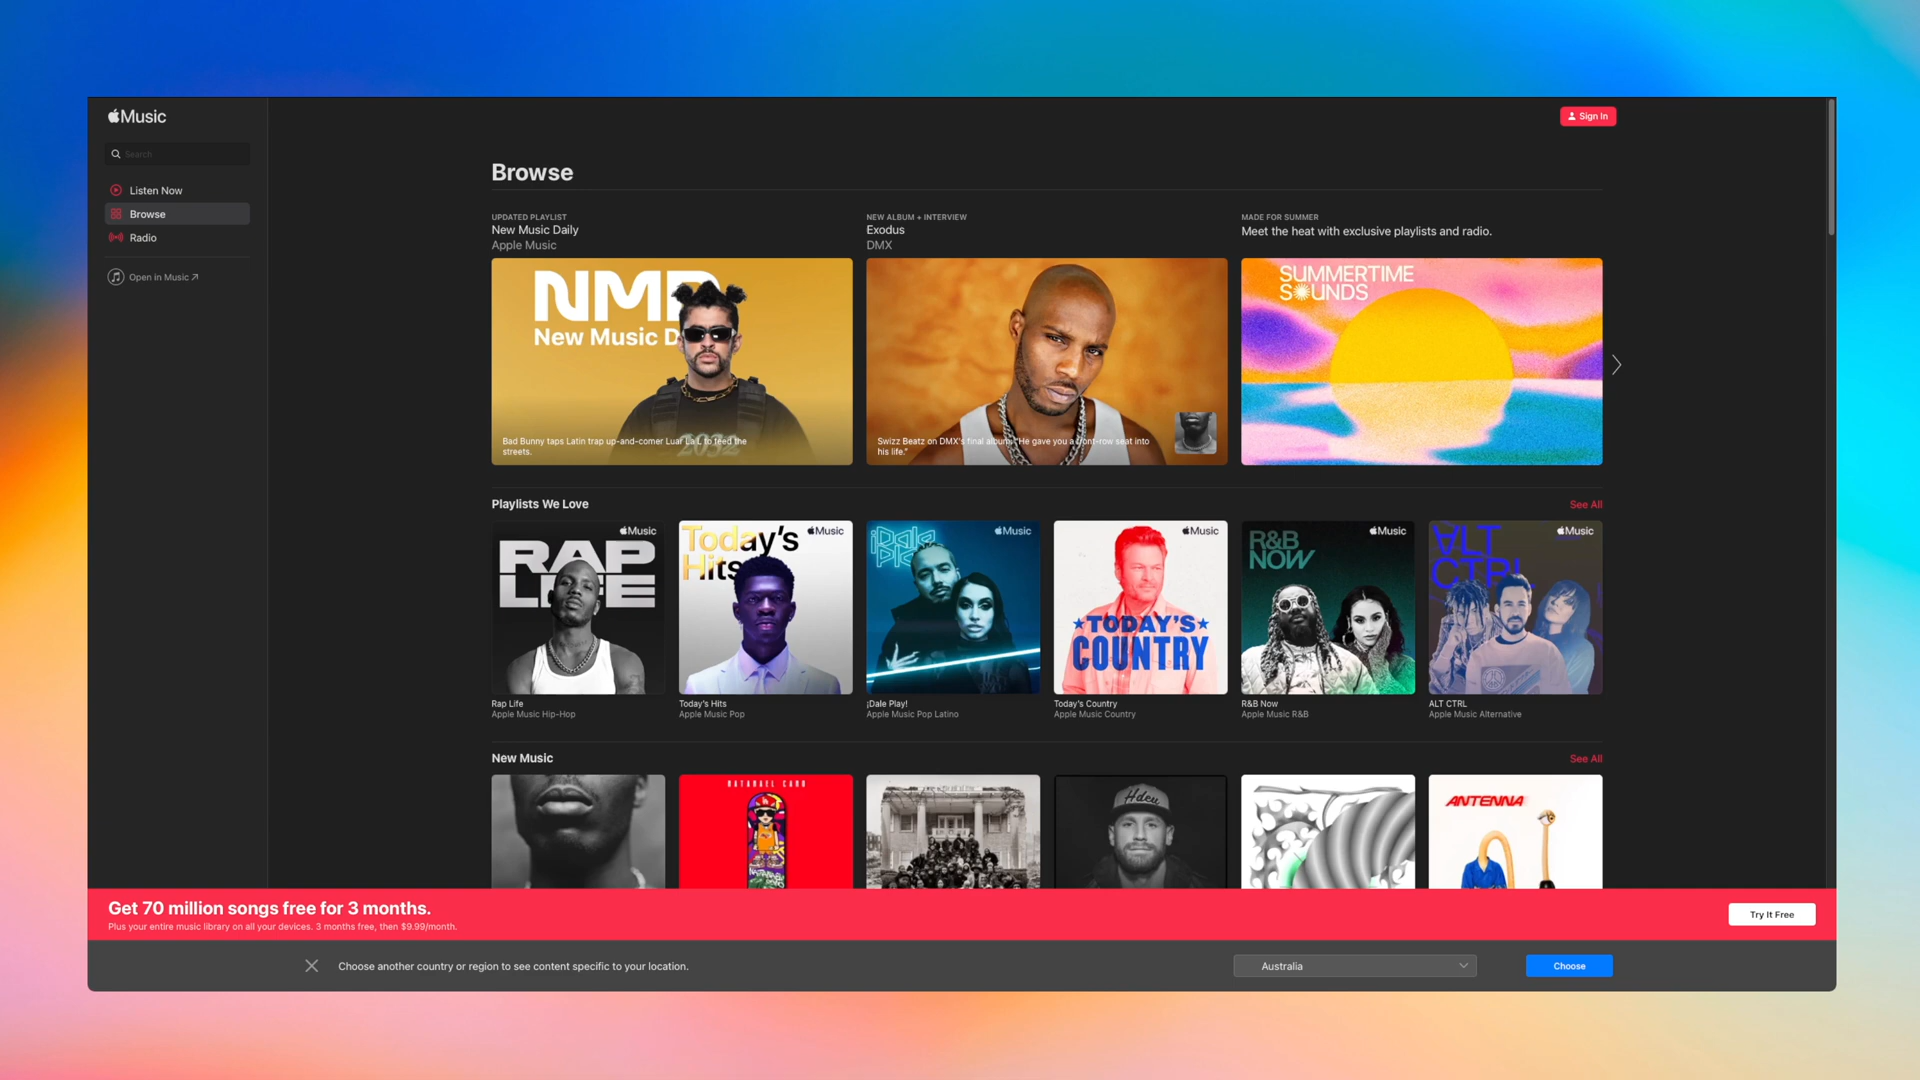 Music
Sign In
Search
Listen Now
Browse
Radio
Open in Music
Browse
UPDATED PLAYLIST
New Music Daily
Apple Music
NEW ALBUM + INTERVIEW
Exodus
DMX
MADE FOR SUMMER
Meet the heat with exclusive playlists and radio.
NMD
New Music D
2032
Bad Bunny taps Latin trap up-and-comer Luar La L to feed the
streets.
Swizz Beatz on DMX's final album: "He gave you a front-row seat into
his life."
SUMMERTIME
SOUNDS
Playlists We Love
See All
Music
RAP
LIFE
Music
Today's
Hits
Music
¡Dale
Play!
Music
TODAY'S
COUNTRY
Music
R&B
NOW
Music
ALT
CTRL
Rap Life
Apple Music Hip-Hop
Today's Hits
Apple Music Pop
¡Dale Play!
Apple Music Pop Latino
Today's Country
Apple Music Country
R&B Now
Apple Music R&B
ALT CTRL
Apple Music Alternative
New Music
See All
NATANAEL CANO
Hdeu
ANTENNA
Get 70 million songs free for 3 months.
Plus your entire music library on all your devices. 3 months free, then $9.99/month.
Try It Free
Choose another country or region to see content specific to your location.
Australia
Choose